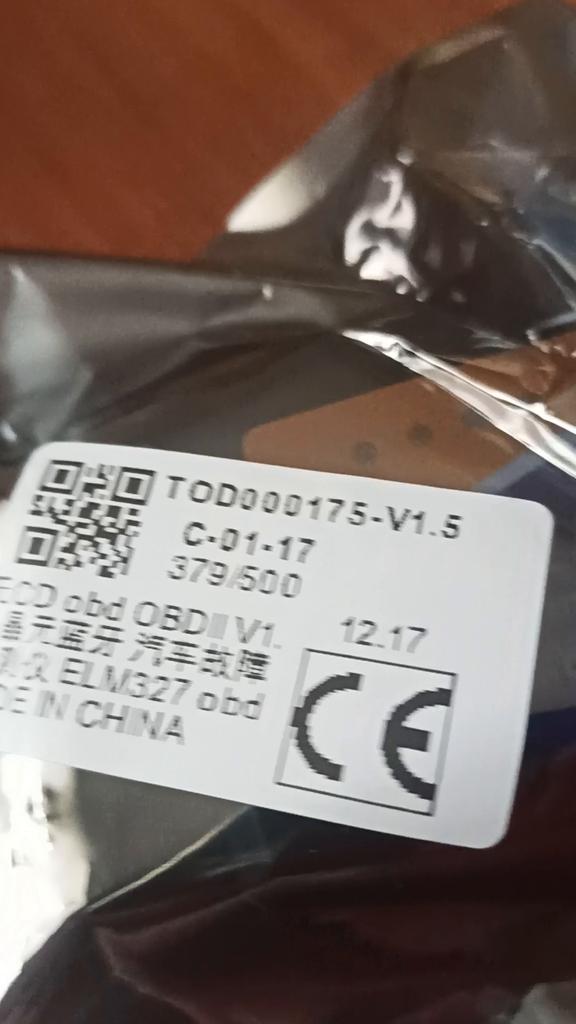 TOD000175-V1.5
C-01-17
379/500
obd OBDII V1.
蓝牙 汽车故障
仪 ELM327 obd
IN CHINA
12.17
CE